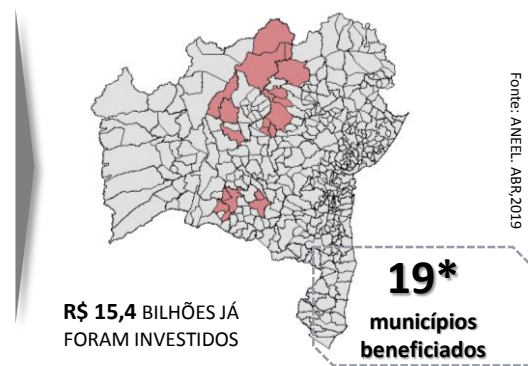 Fonte: ANEEL. ABR,2019
R$ 15,4 BILHÕES JÁ
FORAM INVESTIDOS
19*
municípios
beneficiados